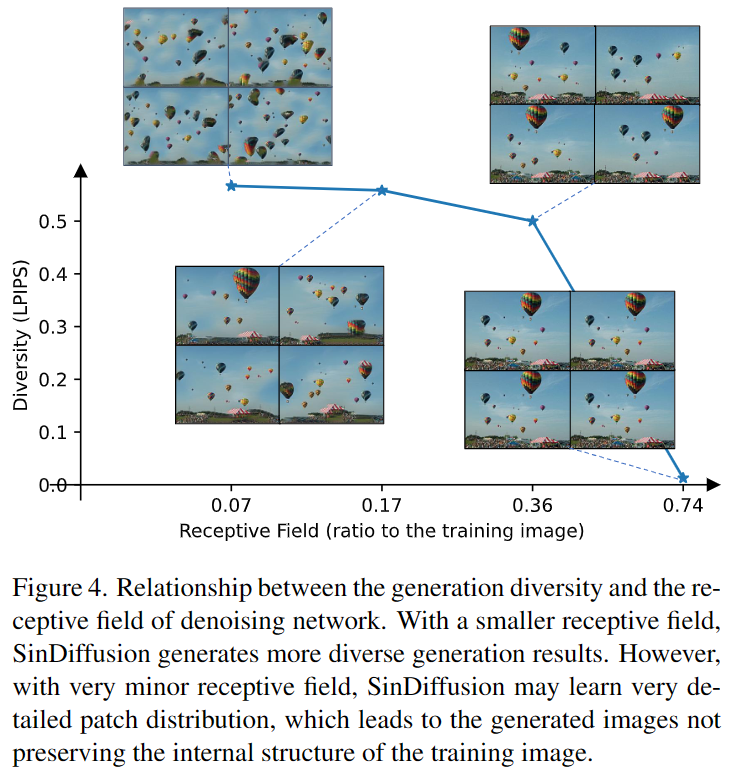 0.5
0.4
0.3
0.2
0.1
0.0
Diversity (LPIPS)
0.07 0.17 0.36 0.74
Receptive Field (ratio to the training image)
Figure 4. Relationship between the generation diversity and the re-
ceptive field of denoising network. With a smaller receptive field,
SinDiffusion generates more diverse generation results. However,
with very minor receptive field, SinDiffusion may learn very de-
tailed patch distribution, which leads to the generated images not
preserving the internal structure of the training image.